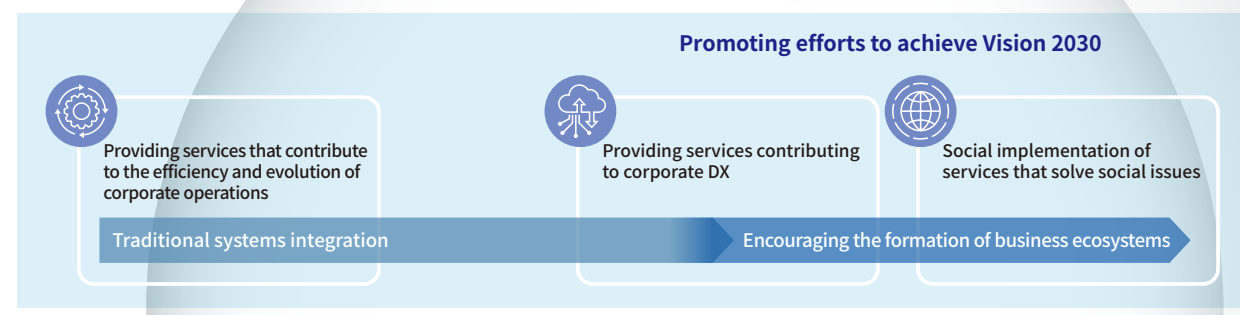 Promoting efforts to achieve Vision 2030
Providing services that contribute
to the efficiency and evolution of
corporate operations
Providing services contributing
to corporate DX
Social implementation of
services that solve social issues
Traditional systems integration
Encouraging the formation of business ecosystems